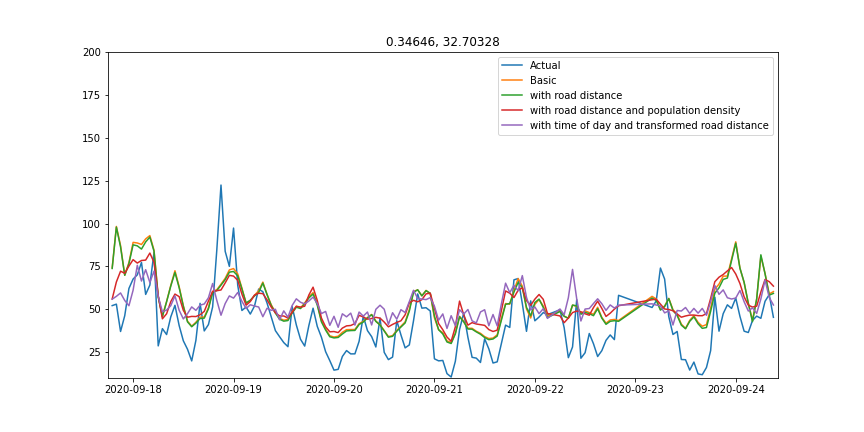 0.34646, 32.70328
200
175
150
125
100
75
50
25
Actual
Basic
with road distance
with road distance and population density
with time of day and transformed road distance
2020-09-18 2020-09-19 2020-09-20 2020-09-21 2020-09-22 2020-09-23 2020-09-24